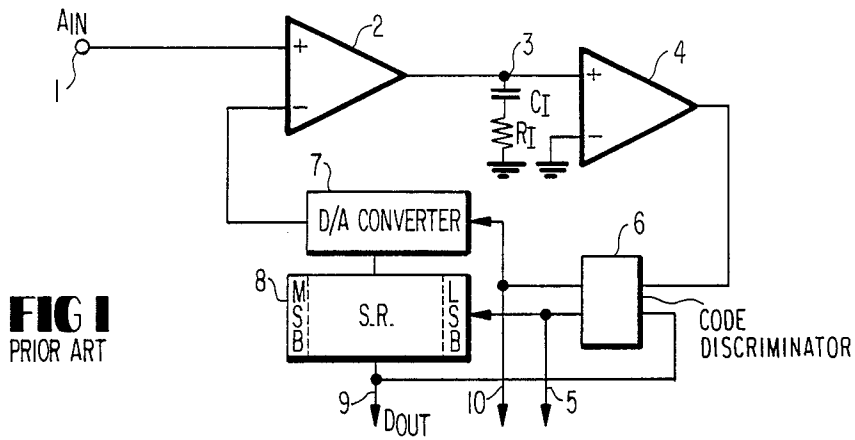 AIN
1
+
−
2
3
CI
RI
+
−
4
7
D/A CONVERTER
8
MSB
S.R.
LSB
6
CODE
DISCRIMINATOR
FIG 1
PRIOR ART
9
DOUT
10
5